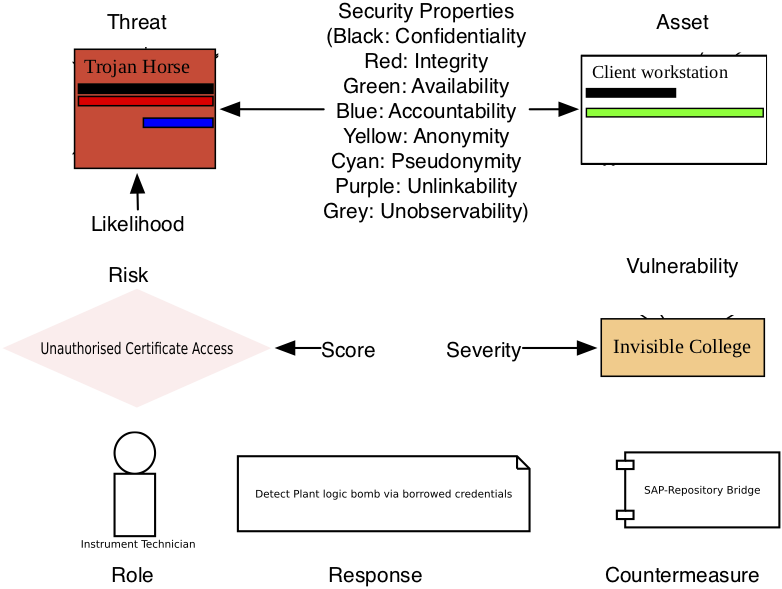 Threat
Security Properties
(Black: Confidentiality
Red: Integrity
Green: Availability
Blue: Accountability
Yellow: Anonymity
Cyan: Pseudonymity
Purple: Unlinkability
Grey: Unobservability)
Asset
Trojan Horse
Client workstation
Likelihood
Risk
Vulnerability
Unauthorised Certificate Access
Score
Severity
Invisible College
Detect Plant logic bomb via borrowed credentials
SAP-Repository Bridge
Instrument Technician
Role
Response
Countermeasure